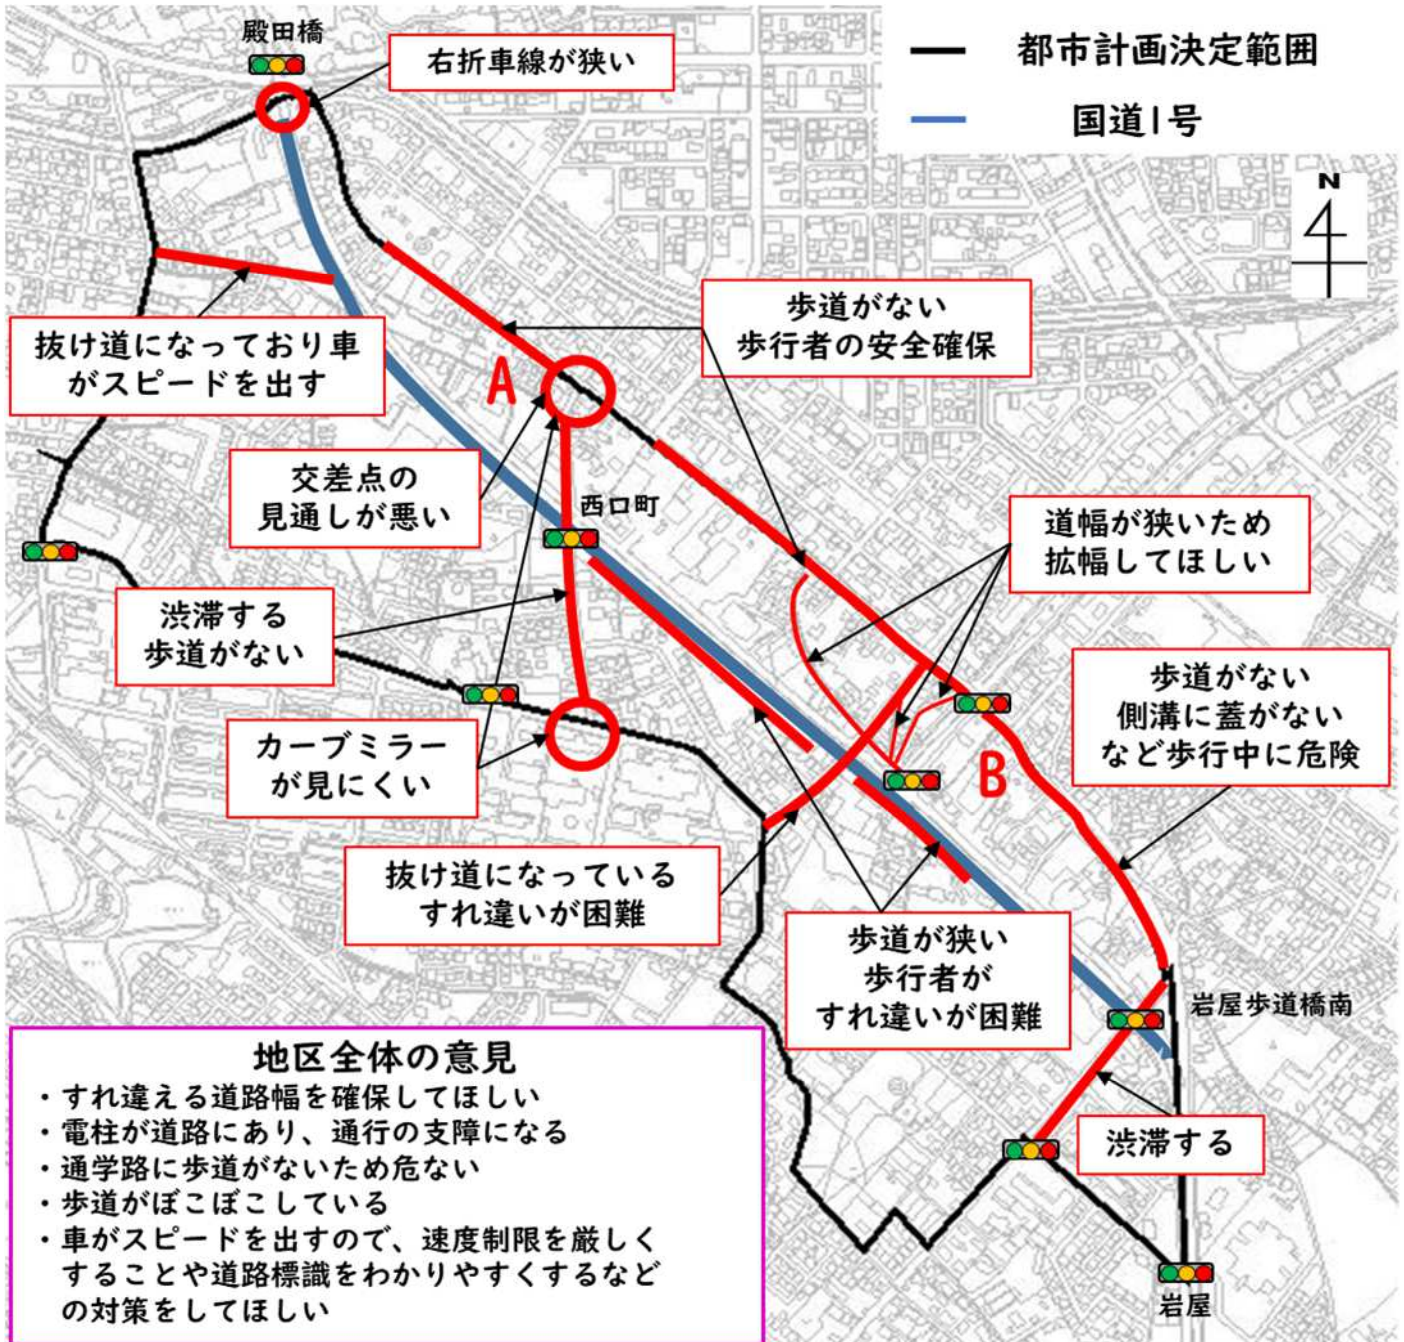 殿田橋
右折車線が狭い
都市計画決定範囲
国道1号
N
歩道がない
歩行者の安全確保
抜け道になっており車
がスピードを出す
A
交差点の
見通しが悪い
西口町
道幅が狭いため
拡幅してほしい
渋滞する
歩道がない
歩道がない
側溝に蓋がない
など歩行中に危険
カーブミラー
が見にくい
B
抜け道になっている
すれ違いが困難
歩道が狭い
歩行者が
すれ違いが困難
岩屋歩道橋南
渋滞する
岩屋
地区全体の意見
・すれ違える道路幅を確保してほしい
・電柱が道路にあり、通行の支障になる
・通学路に歩道がないため危ない
・歩道がぼこぼこしている
・車がスピードを出すので、速度制限を厳しく
することや道路標識をわかりやすくするなど
の対策をしてほしい